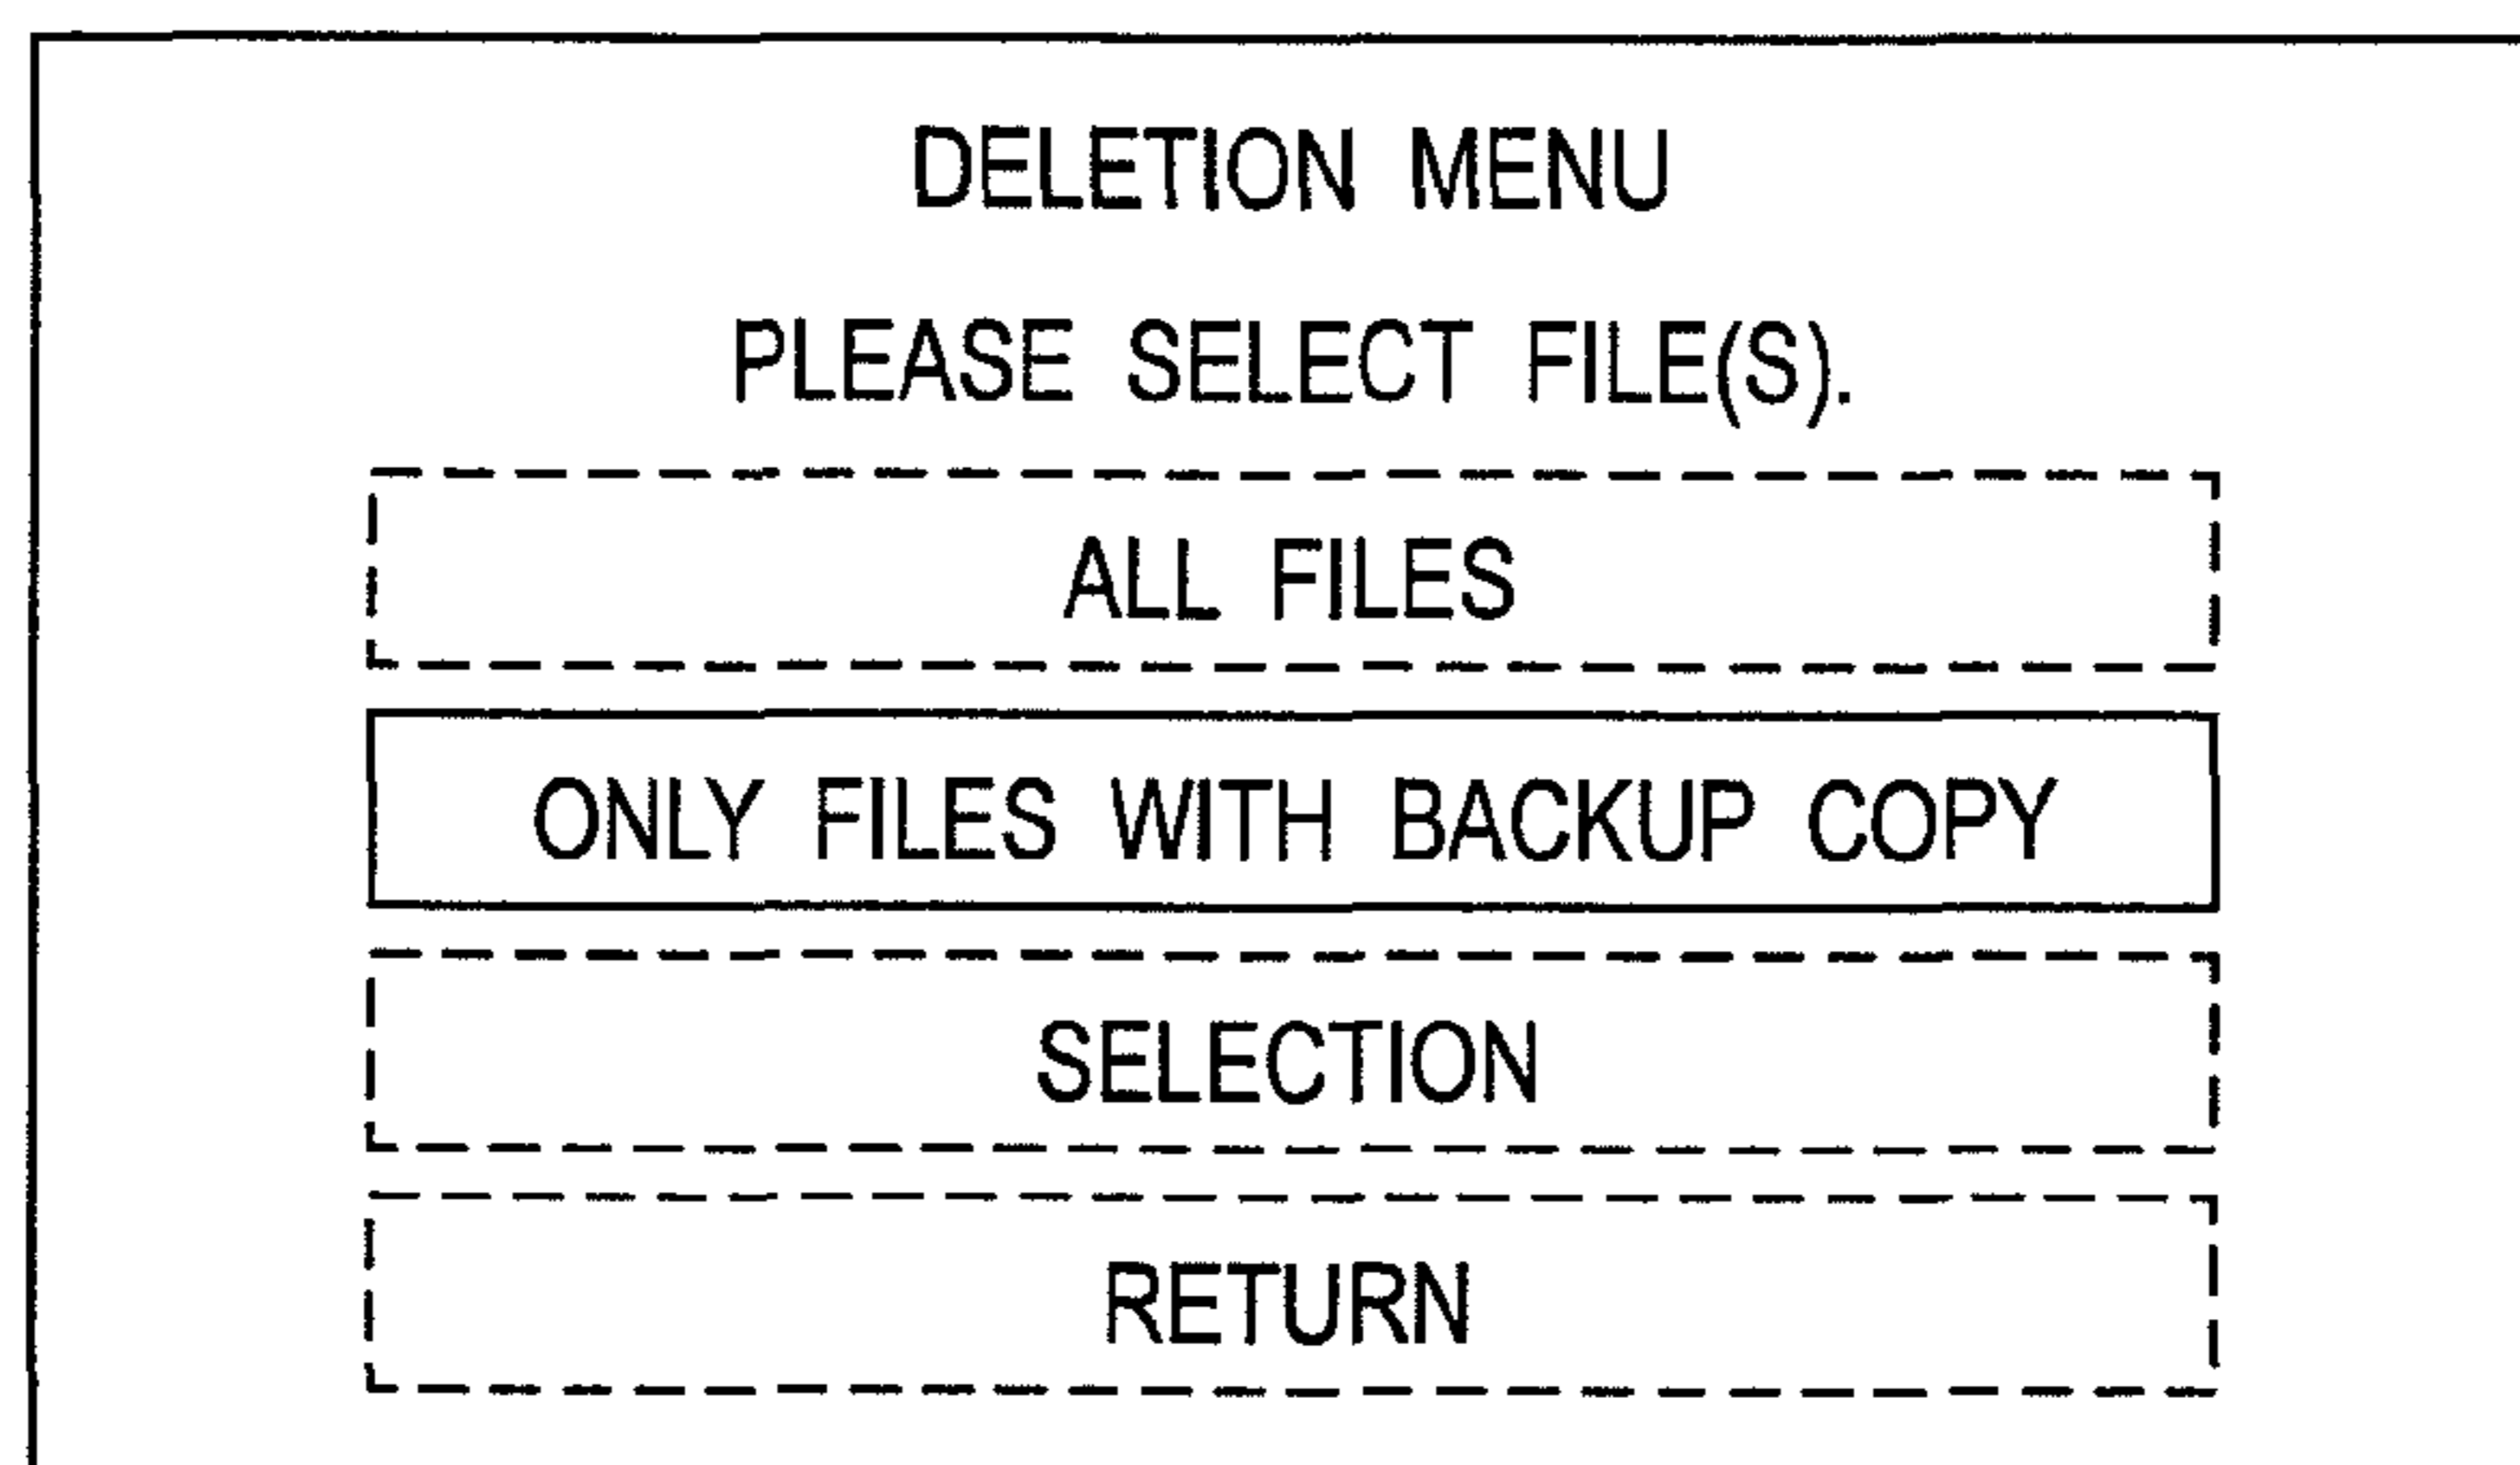 DELETION MENU
PLEASE SELECT FILE(S).
ALL FILES
ONLY FILES WITH BACKUP COPY
SELECTION
RETURN